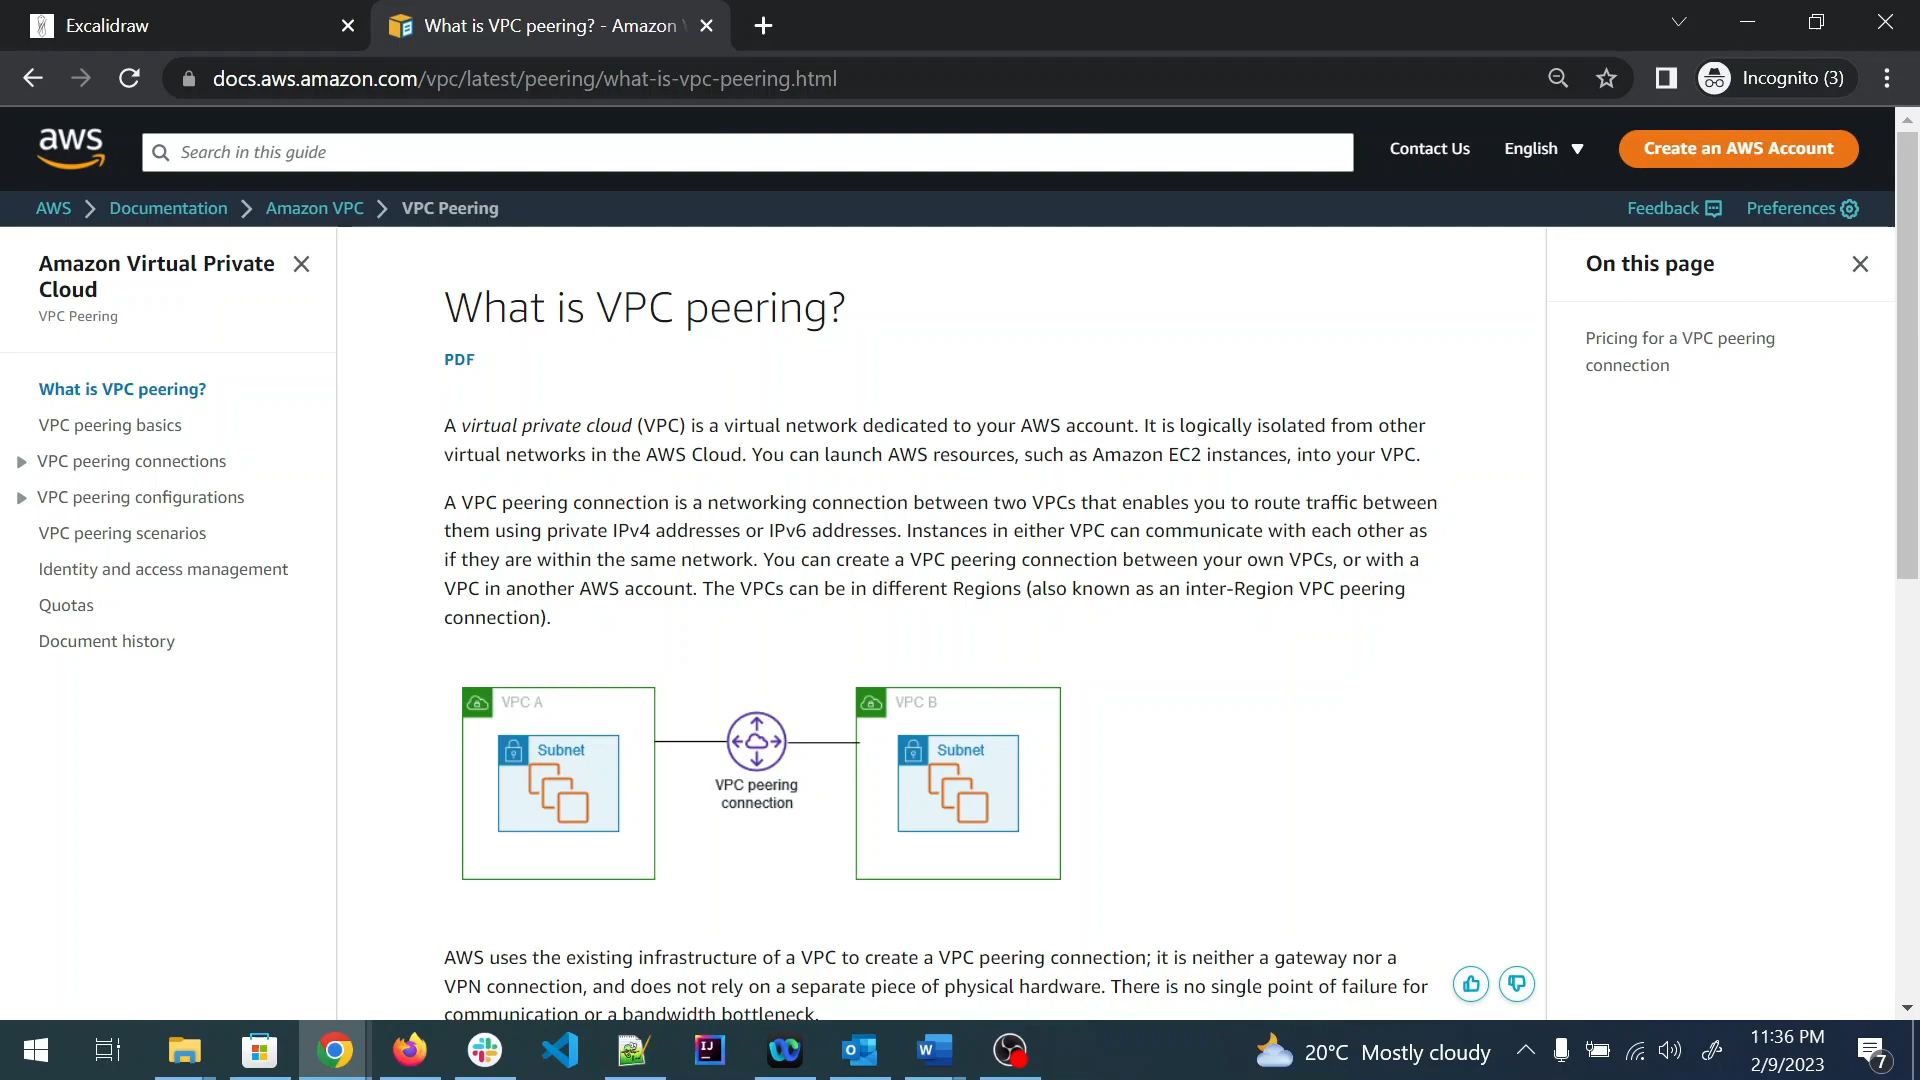 Excalidraw
What is VPC peering? - Amazon
docs.aws.amazon.com/vpc/latest/peering/what-is-vpc-peering.html
Incognito (3)
aws
Search in this guide
Contact Us
English
Create an AWS Account
AWS
Documentation
Amazon VPC
VPC Peering
Feedback
Preferences
Amazon Virtual Private
Cloud
VPC Peering
What is VPC peering?
VPC peering basics
VPC peering connections
VPC peering configurations
VPC peering scenarios
Identity and access management
Quotas
Document history
What is VPC peering?
PDF
A virtual private cloud (VPC) is a virtual network dedicated to your AWS account. It is logically isolated from other
virtual networks in the AWS Cloud. You can launch AWS resources, such as Amazon EC2 instances, into your VPC.
A VPC peering connection is a networking connection between two VPCs that enables you to route traffic between
them using private IPv4 addresses or IPv6 addresses. Instances in either VPC can communicate with each other as
if they are within the same network. You can create a VPC peering connection between your own VPCs, or with a
VPC in another AWS account. The VPCs can be in different Regions (also known as an inter-Region VPC peering
connection).
VPC A
Subnet
VPC peering
connection
VPC B
Subnet
AWS uses the existing infrastructure of a VPC to create a VPC peering connection; it is neither a gateway nor a
VPN connection, and does not rely on a separate piece of physical hardware. There is no single point of failure for
communication or a bandwidth bottleneck.
On this page
Pricing for a VPC peering
connection
20°C Mostly cloudy
11:36 PM
2/9/2023
7